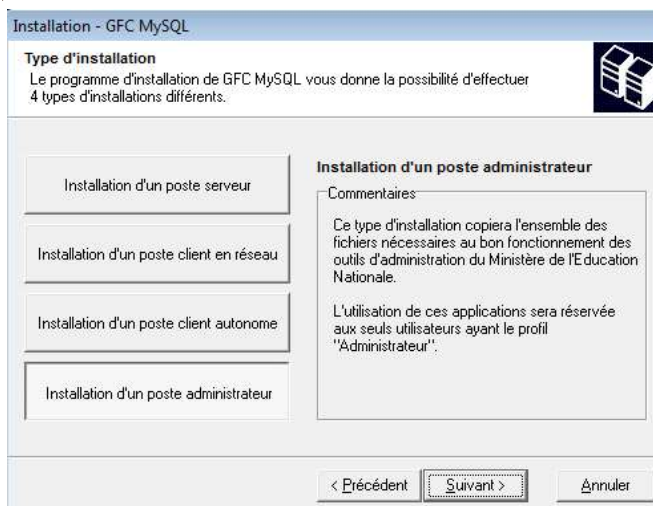 Installation - GFC MySQL
Type d'installation
Le programme d'installation de GFC MySQL vous donne la possibilité d'effectuer
4 types d'installations différents.
Installation d'un poste serveur
Installation d'un poste client en réseau
Installation d'un poste client autonome
Installation d'un poste administrateur
Installation d'un poste administrateur
Commentaires
Ce type d'installation copiera l'ensemble des
fichiers nécessaires au bon fonctionnement des
outils d'administration du Ministère de l'Education
Nationale.
L'utilisation de ces applications sera réservée
aux seuls utilisateurs ayant le profil
"Administrateur".
< Précédent
Suivant >
Annuler